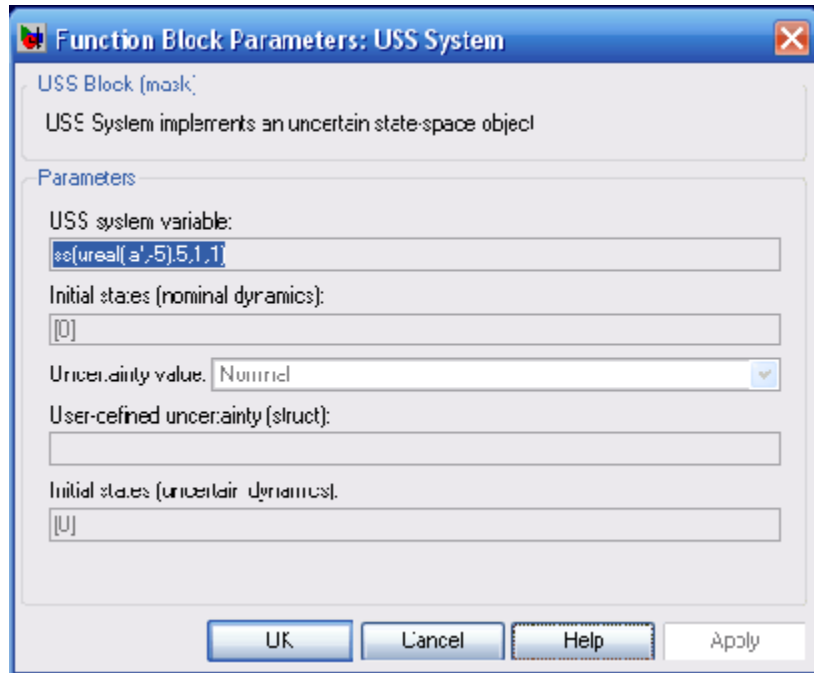 Function Block Parameters: USS System
USS Block (mask)
USS System implements an uncertain state-space object
Parameters
USS system variable:
ss(ureal('a',-5),5,1,1)
Initial states (nominal dynamics):
[0]
Uncertainty value: Nominal
User-defined uncertainty (struct):
Initial states (uncertain dynamics):
[0]
OK Cancel Help Apply